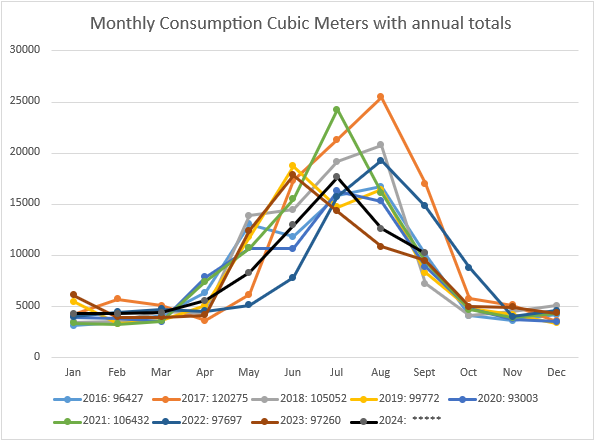 Monthly Consumption Cubic Meters with annual totals
30000
25000
20000
15000
10000
5000
0
Jan Feb Mar Apr May Jun Jul Aug Sept Oct Nov Dec
2016: 96427 2017: 120275 2018: 105052 2019: 99772 2020: 93003
2021: 106432 2022: 97697 2023: 97260 2024: *****